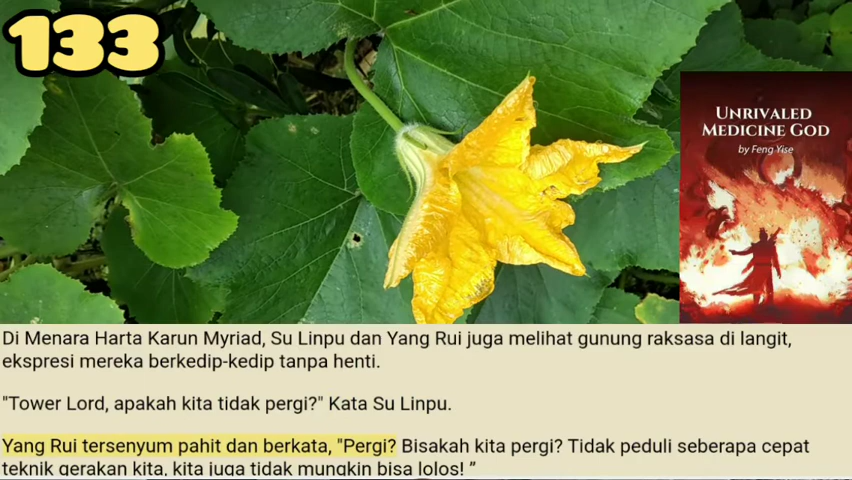 133
UNRIVALED
MEDICINE GOD
by Feng Yise
Di Menara Harta Karun Myriad, Su Linpu dan Yang Rui juga melihat gunung raksasa di langit,
ekspresi mereka berkedip-kedip tanpa henti.
"Tower Lord, apakah kita tidak pergi?" Kata Su Linpu.
Yang Rui tersenyum pahit dan berkata, "Pergi? Bisakah kita pergi? Tidak peduli seberapa cepat
teknik gerakan kita, kita juga tidak mungkin bisa lolos! ”